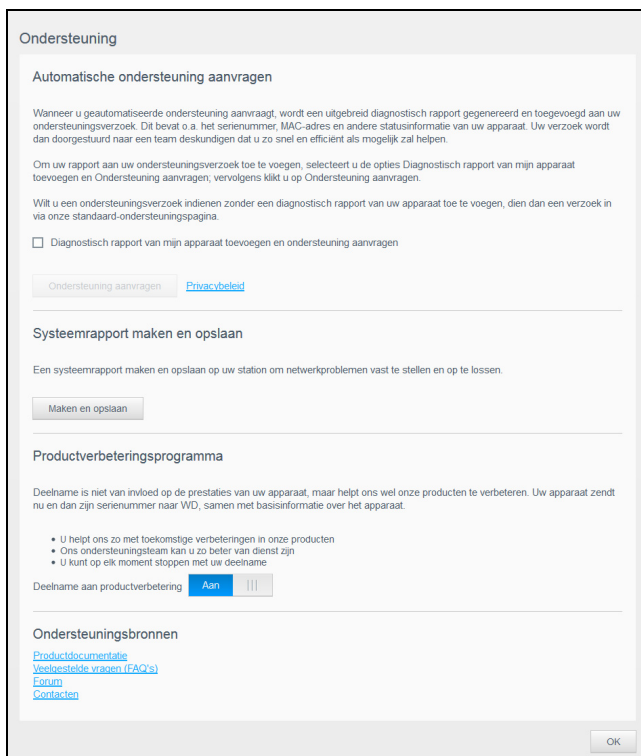 Ondersteuning
Automatische ondersteuning aanvragen
Wanneer u geautomatiseerde ondersteuning aanvraagt, wordt een uitgebreid diagnostisch rapport gegenereerd en toegevoegd aan uw
ondersteuningsverzoek. Dit bevat o.a. het serienummer, MAC-adres en andere statusinformatie van uw apparaat. Uw verzoek wordt
dan doorgestuurd naar een team deskundigen dat u zo snel en efficiënt als mogelijk zal helpen.
Om uw rapport aan uw ondersteuningsverzoek toe te voegen, selecteert u de opties Diagnostisch rapport van mijn apparaat
toevoegen en Ondersteuning aanvragen; vervolgens klikt u op Ondersteuning aanvragen.
Wilt u een ondersteuningsverzoek indienen zonder een diagnostisch rapport van uw apparaat toe te voegen, dien dan een verzoek in
via onze standaard-ondersteuningspagina.
Diagnostisch rapport van mijn apparaat toevoegen en ondersteuning aanvragen
Ondersteuning aanvragen Privacybeleid
Systeemrapport maken en opslaan
Een systeemrapport maken en opslaan op uw station om netwerkproblemen vast te stellen en op te lossen.
Maken en opslaan
Productverbeteringsprogramma
Deelname is niet van invloed op de prestaties van uw apparaat, maar helpt ons wel onze producten te verbeteren. Uw apparaat zendt
nu en dan zijn serienummer naar WD, samen met basisinformatie over het apparaat.
• U helpt ons zo met toekomstige verbeteringen in onze producten
• Ons ondersteuningsteam kan u zo beter van dienst zijn
• U kunt op elk moment stoppen met uw deelname
Deelname aan productverbetering Aan
Ondersteuningsbronnen
Productdocumentatie
Veelgestelde vragen (FAQ's)
Forum
Contacten
OK